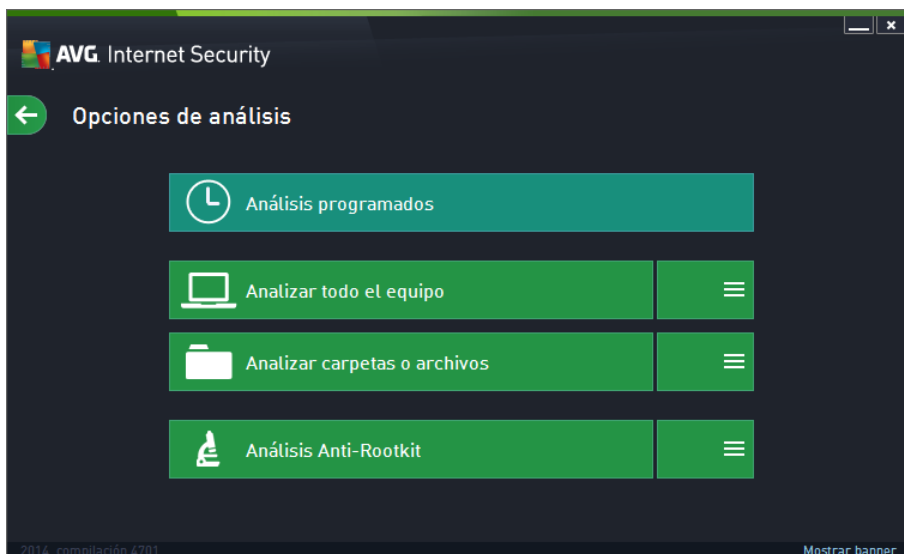 AVG. Internet Security
Opciones de análisis
Análisis programados
Analizar todo el equipo
Analizar carpetas o archivos
Análisis Anti-Rootkit
2014, compilación 4701
Mostrar banner